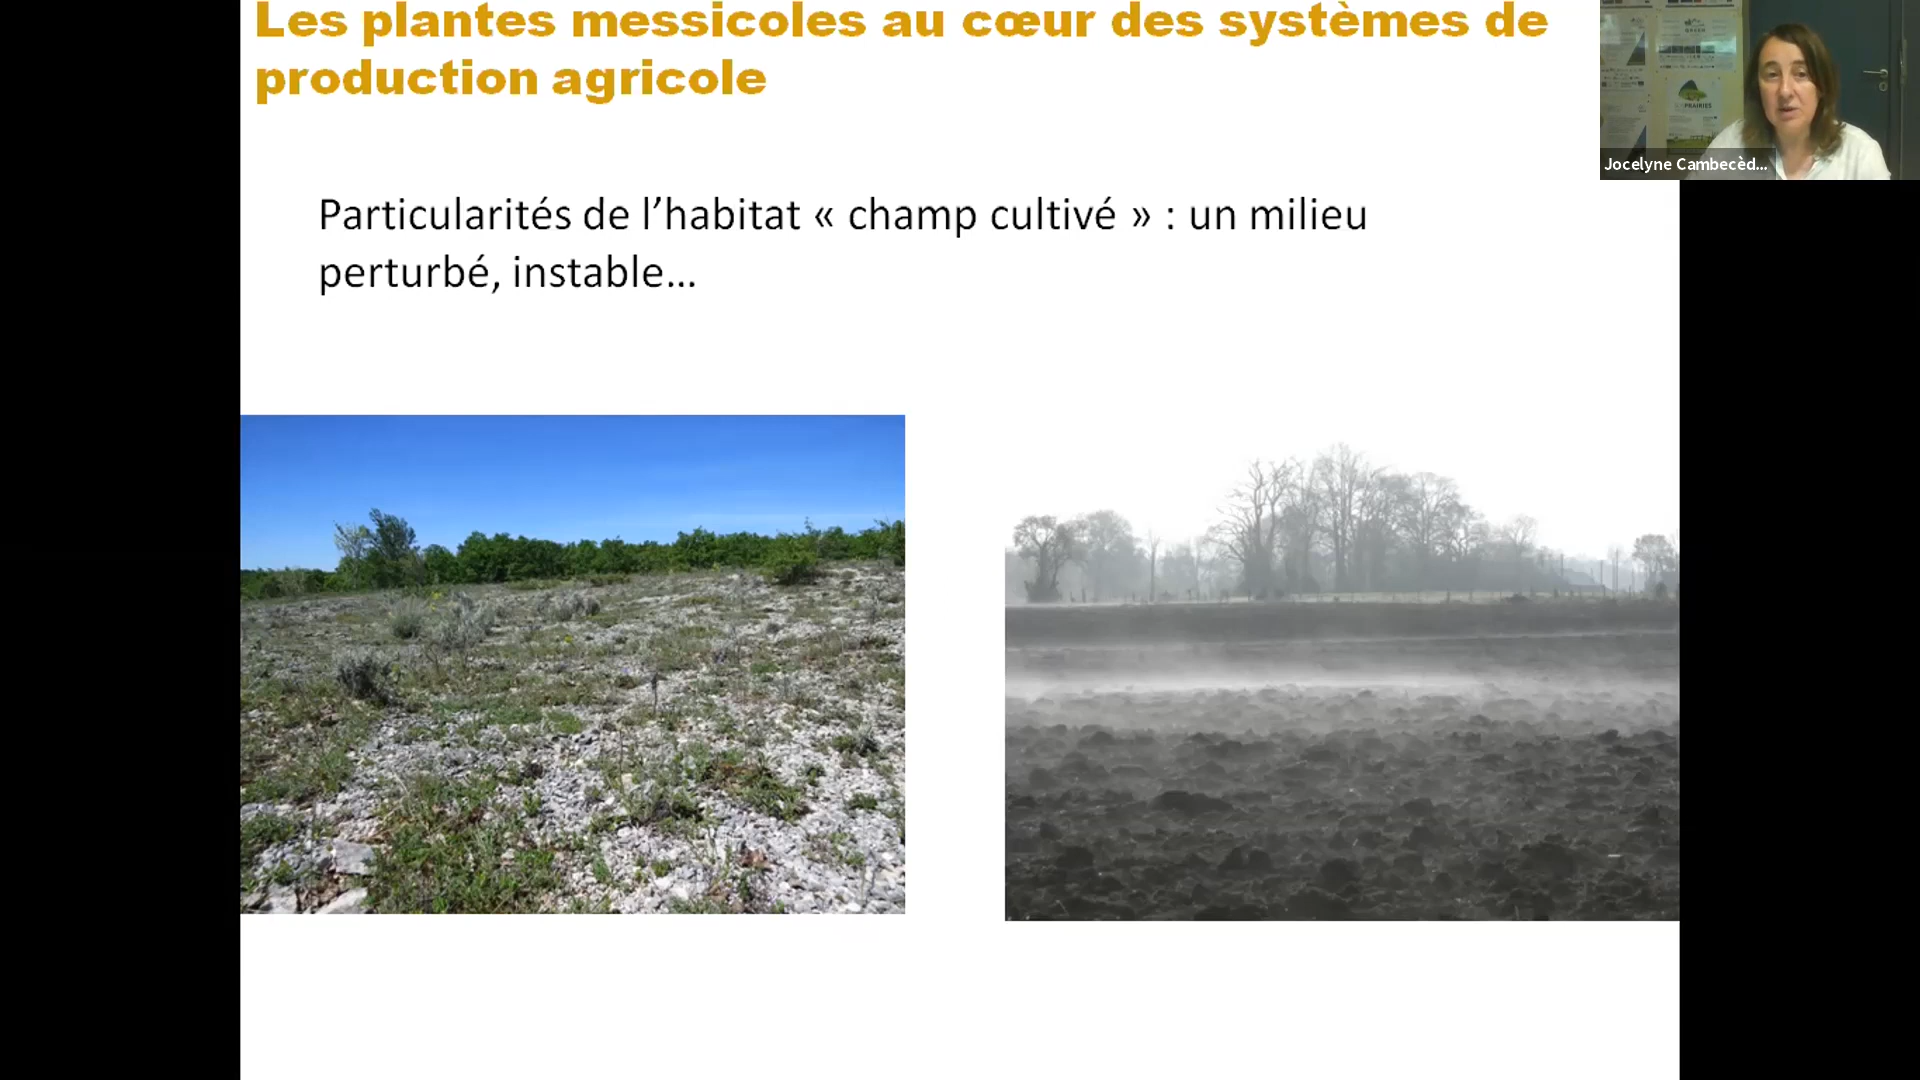 Les plantes messicoles au cœur des systèmes de
production agricole
Particularités de l’habitat « champ cultivé » : un milieu
perturbé, instable…
Jocelyne Cambecèd...
PRAIRIES